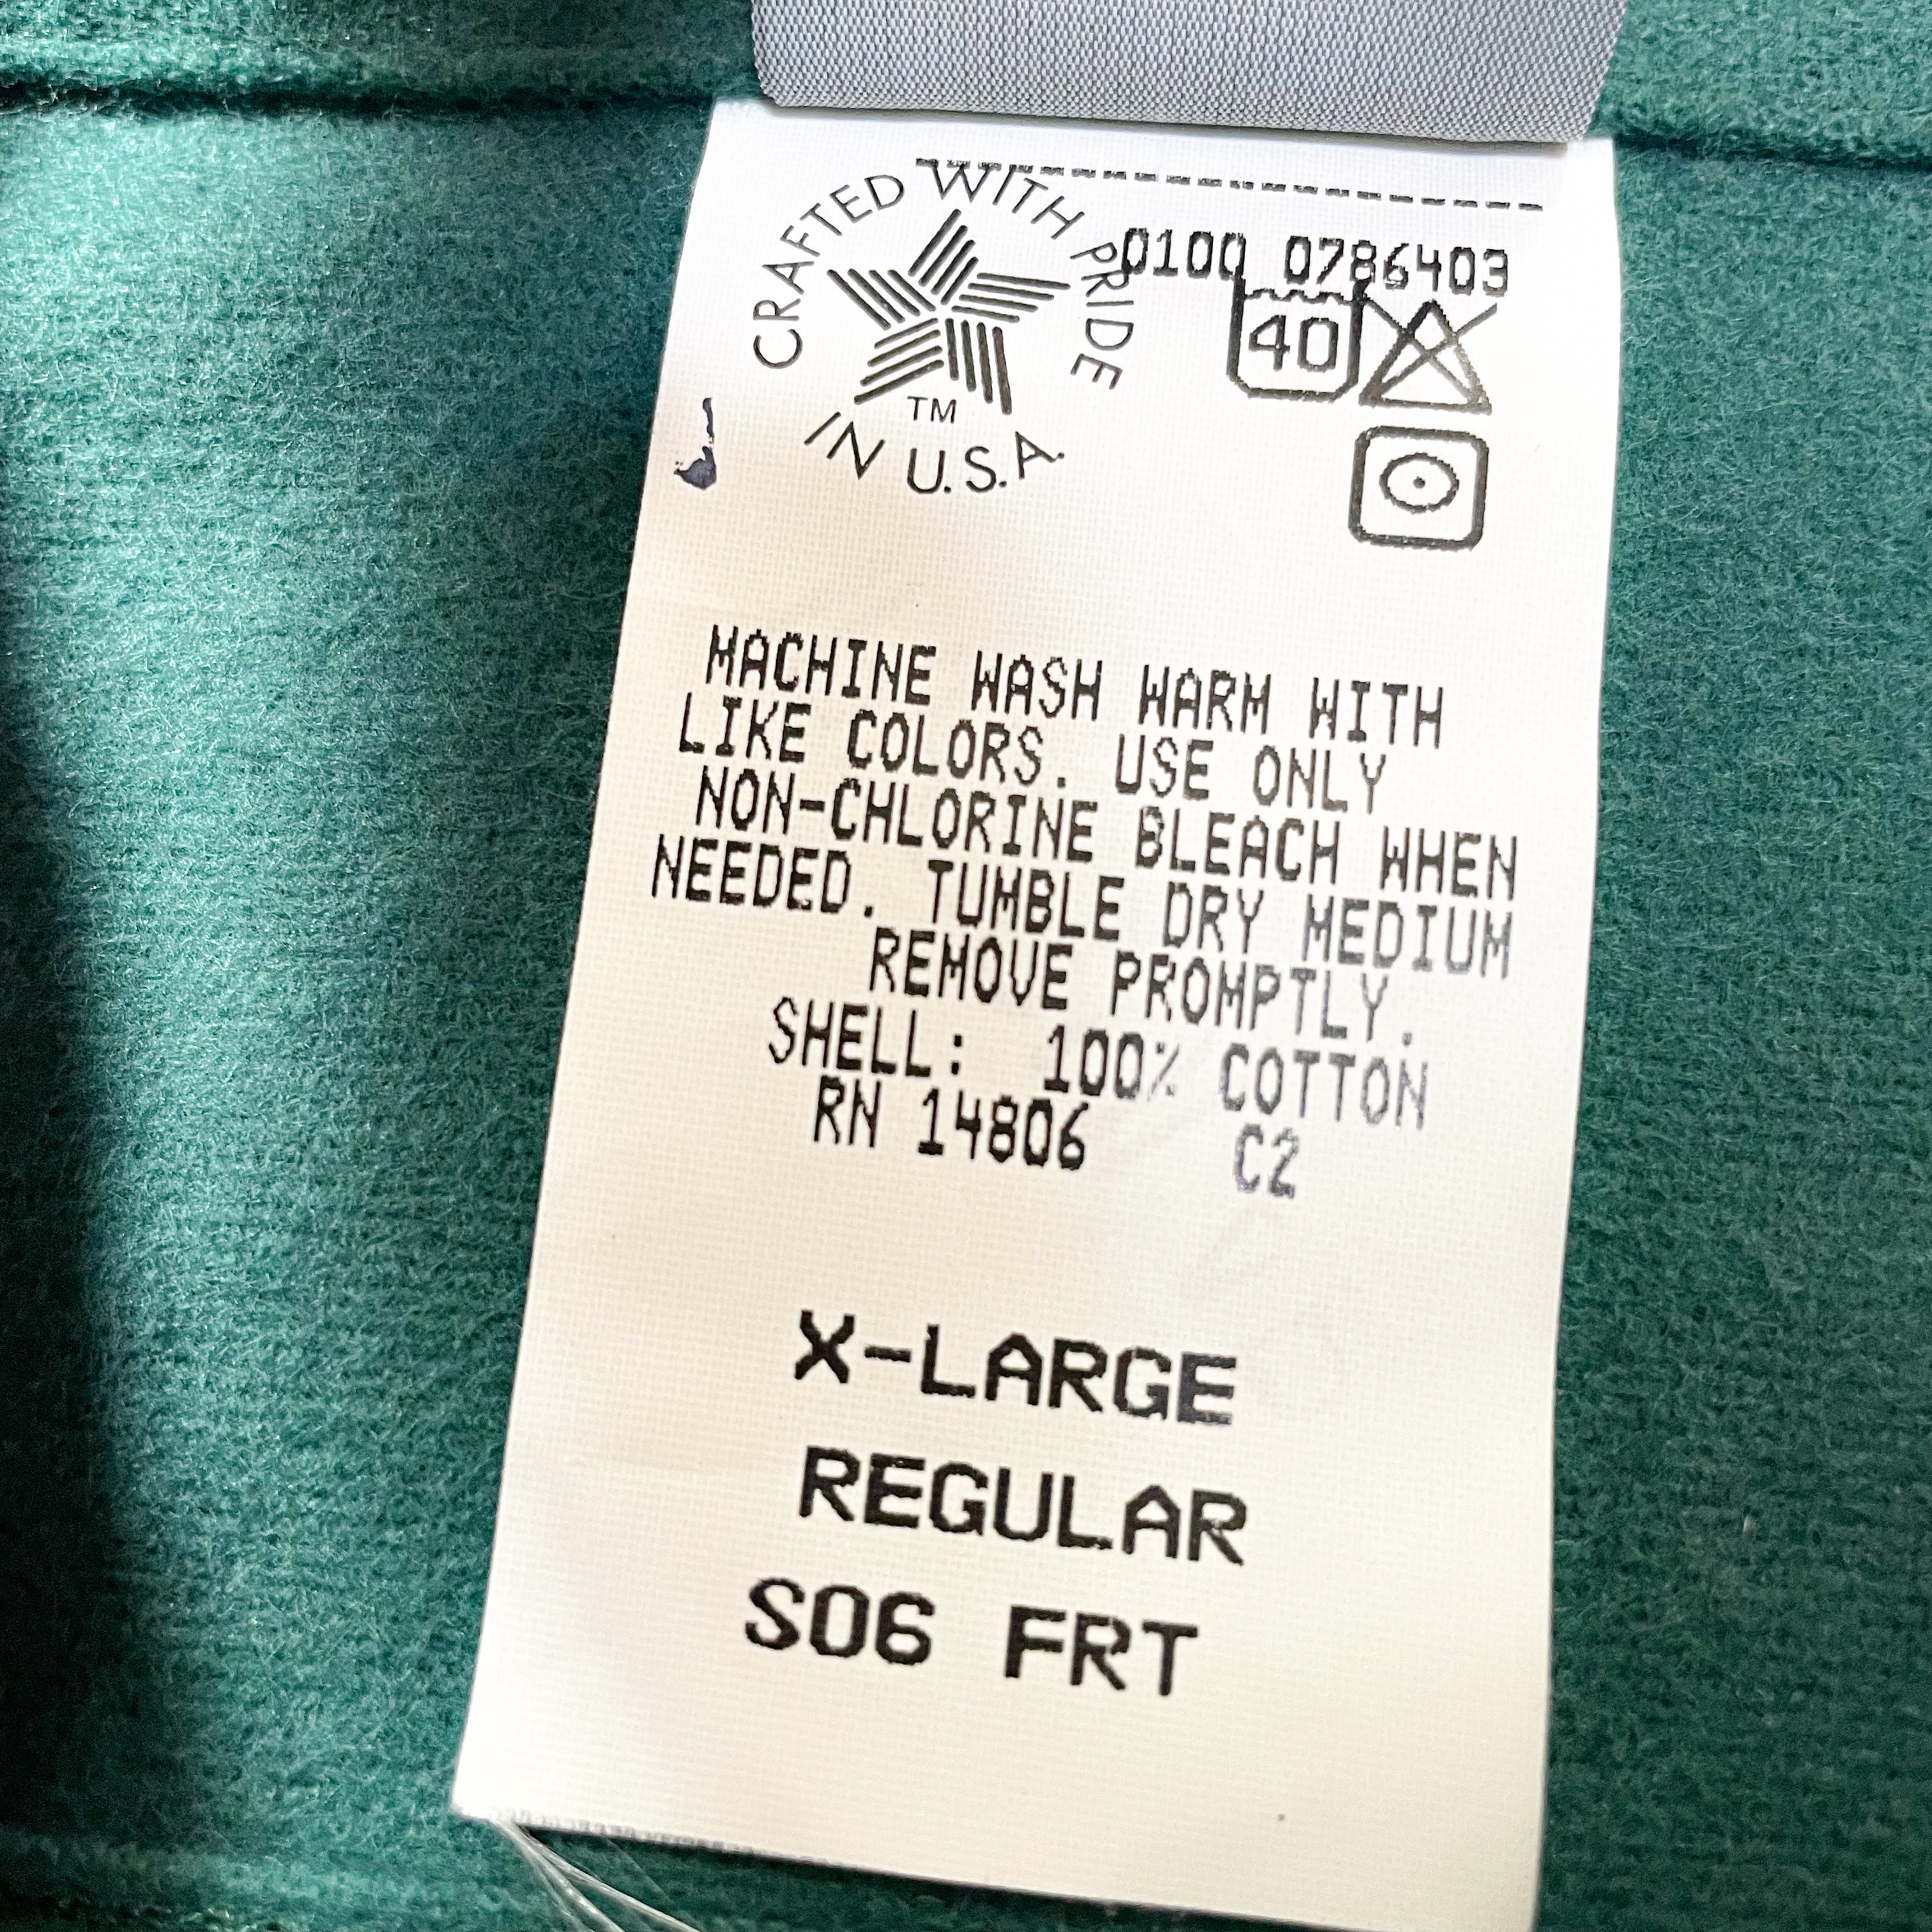 CRAFTED WITH PRIDE
IN U.S.A.
TM
0100 0786403
40
MACHINE WASH WARM WITH
LIKE COLORS. USE ONLY
NON-CHLORINE BLEACH WHEN
NEEDED. TUMBLE DRY MEDIUM
REMOVE PROMPTLY.
SHELL: 100% COTTON
RN 14806 C2
X-LARGE
REGULAR
S06 FRT